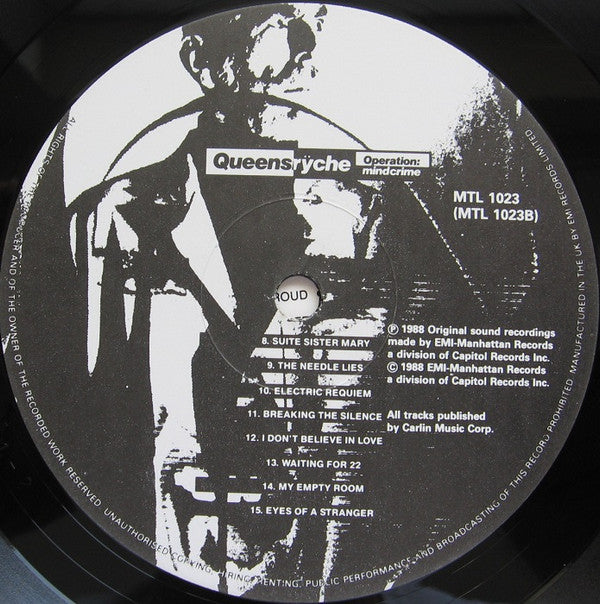 Queensrÿche Operation:
mindcrime
MTL 1023
(MTL 1023B)
ROUD
8. SUITE SISTER MARY
9. THE NEEDLE LIES
10. ELECTRIC REQUIEM
11. BREAKING THE SILENCE
12. I DON'T BELIEVE IN LOVE
13. WAITING FOR 22
14. MY EMPTY ROOM
15. EYES OF A STRANGER
Ⓟ 1988 Original sound recordings
made by EMI-Manhattan Records
a division of Capitol Records Inc.
© 1988 EMI-Manhattan Records
a division of Capitol Records Inc.
All tracks published
by Carlin Music Corp.
ALL RIGHTS OF THE AND OF THE OWNER OF THE RECORDED WORK RESERVED. UNAUTHORISED COPYING, HIRING, RENTING, PUBLIC PERFORMANCE AND BROADCASTING OF THIS RECORD PROHIBITED. MANUFACTURED IN THE UK BY EMI RECORDS LIMITED